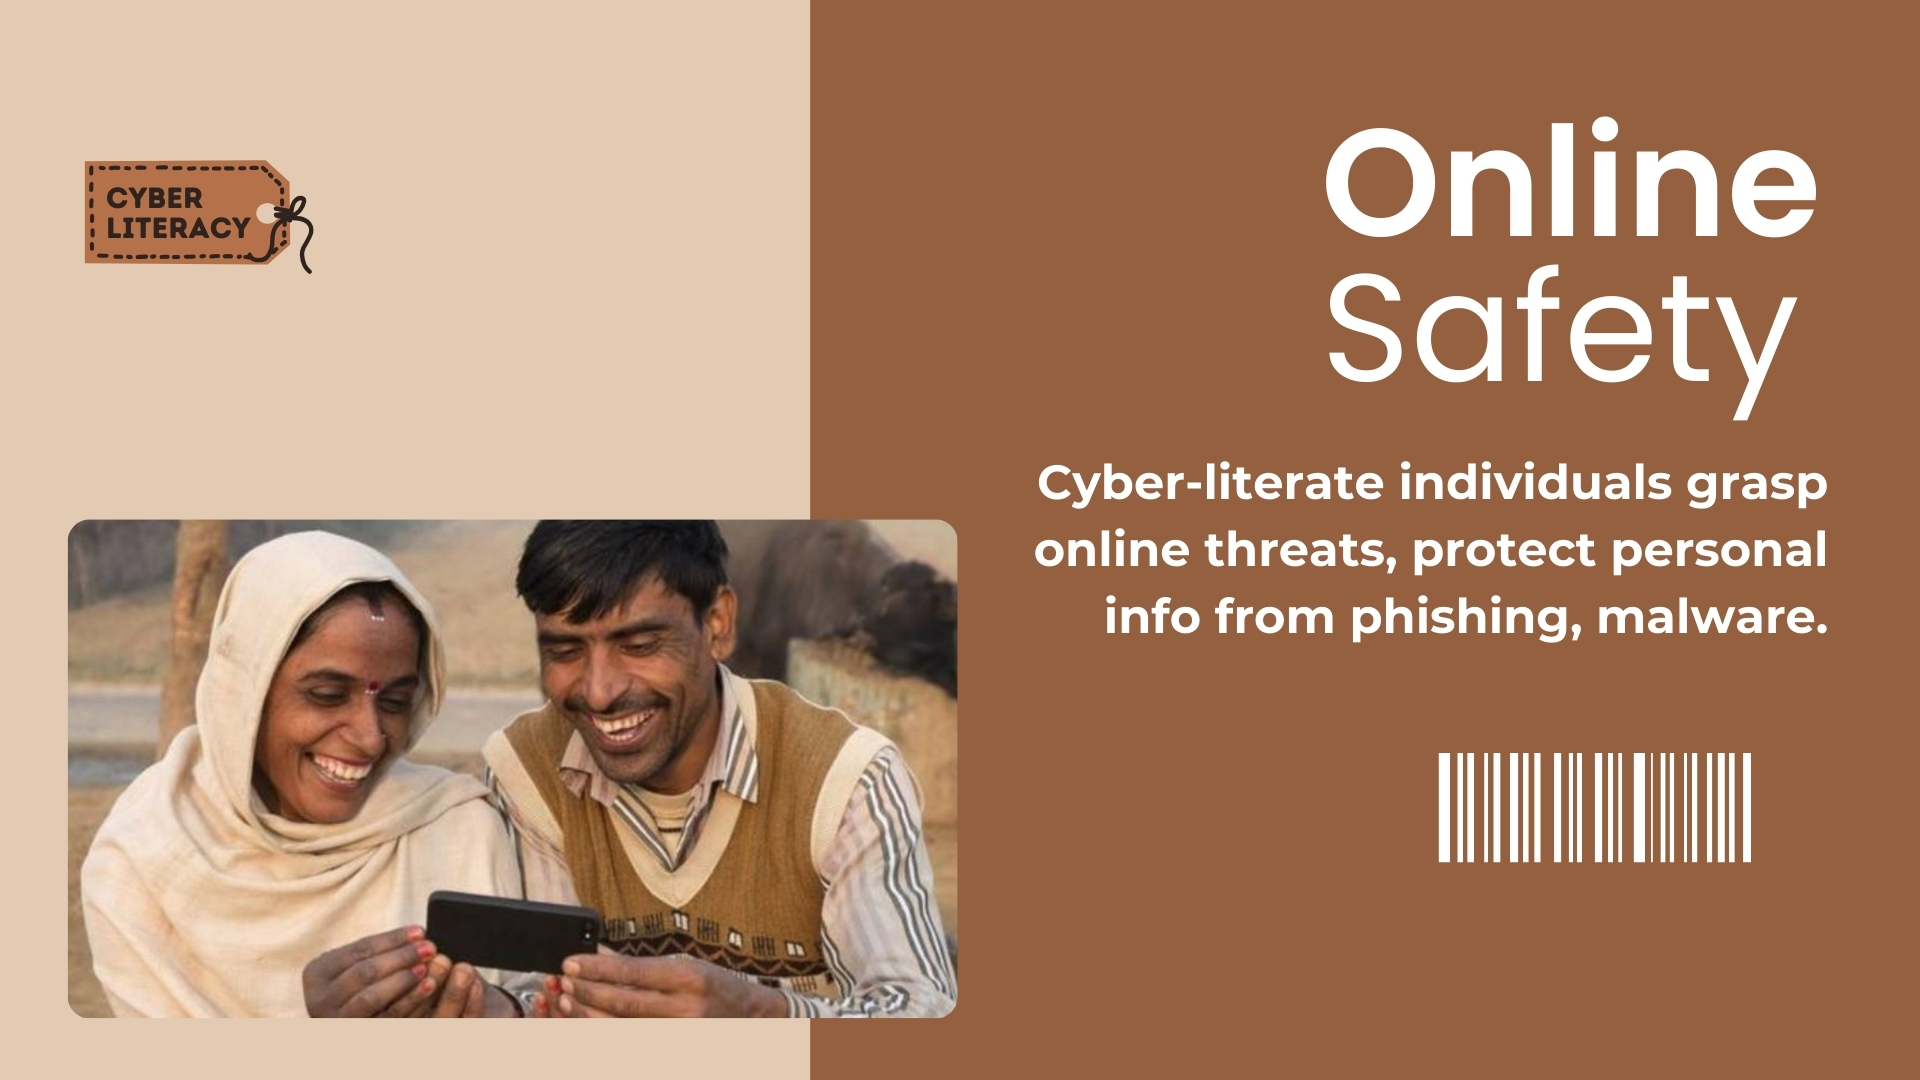 CYBER
LITERACY
Online
Safety
Cyber-literate individuals grasp
online threats, protect personal
info from phishing, malware.